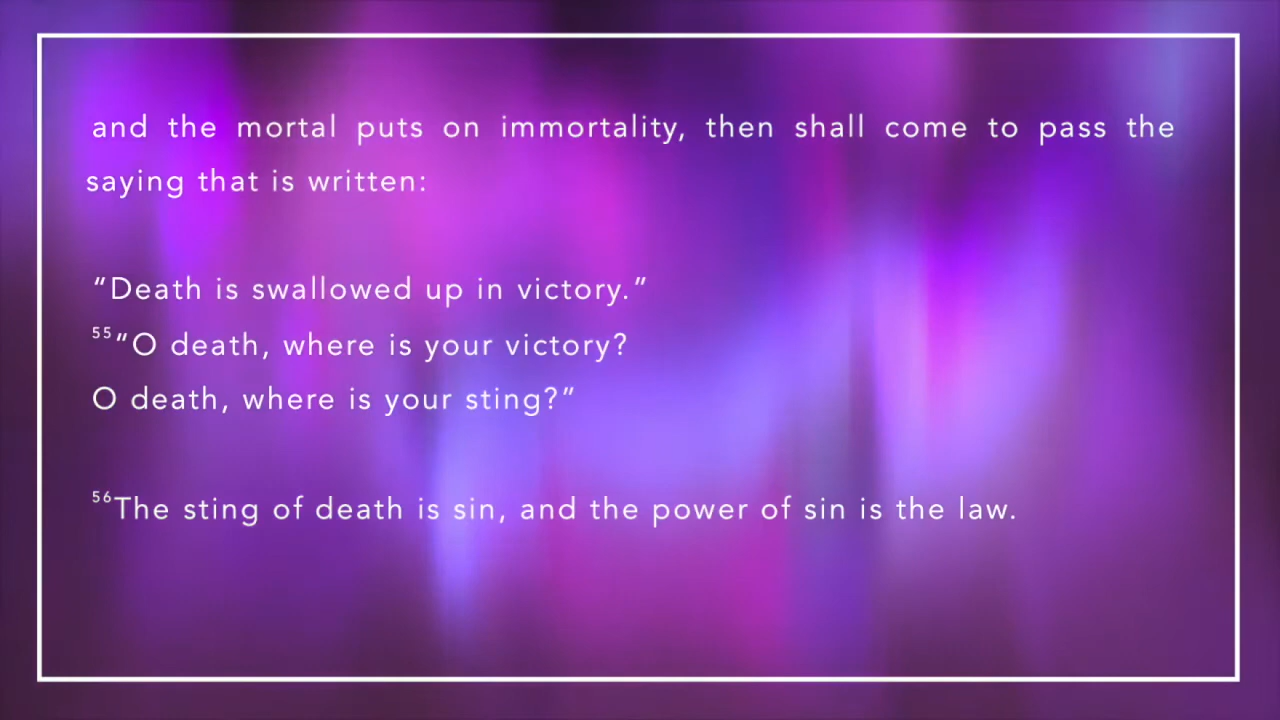 and the mortal puts on immortality, then shall come to pass the
saying that is written:
“Death is swallowed up in victory.”
55“O death, where is your victory?
O death, where is your sting?”
56The sting of death is sin, and the power of sin is the law.